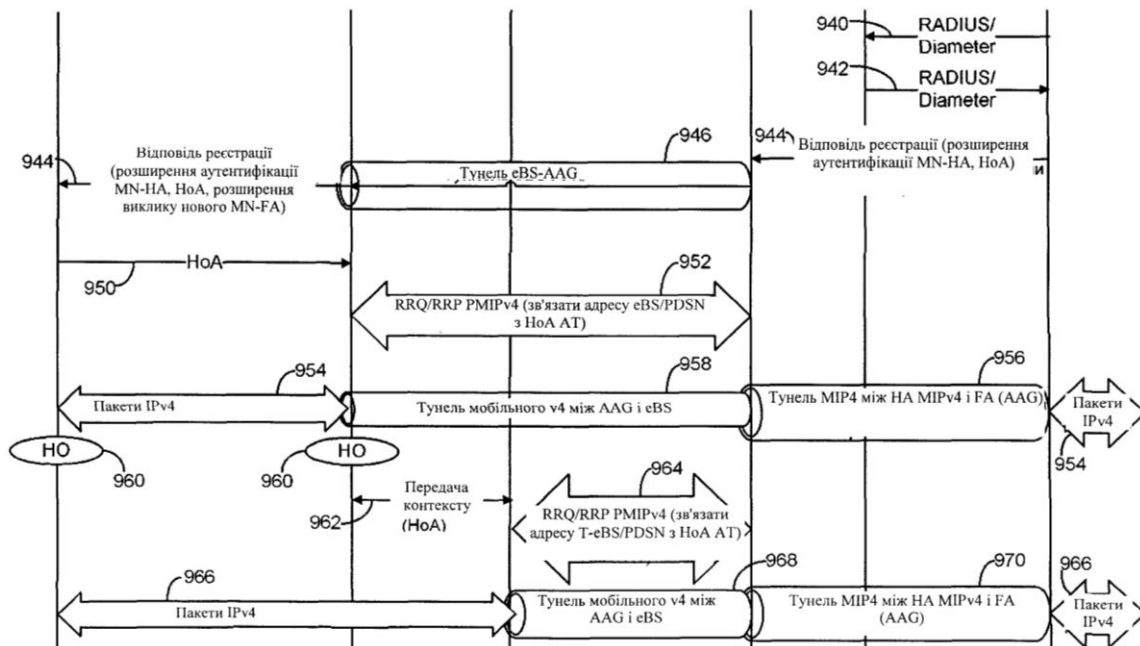 940
RADIUS/
Diameter
942
RADIUS/
Diameter
944
Відповідь реєстрації
(розширення аутентифікації
MN-HA, HoA, розширення
виклику нового MN-FA)
946
Тунель eBS-AAG
944
Відповідь реєстрації (розширення
аутентифікації MN-HA, HoA)
и
HoA
950
952
RRQ/RRP PMIPv4 (зв'язати адресу eBS/PDSN
з HoA AT)
954
Пакети IPv4
958
Тунель мобільного v4 між AAG і eBS
956
Тунель MIP4 між HA MIPv4 і FA (AAG)
Пакети
IPv4
954
HO
960
HO
960
Передача
контексту
(HoA)
962
964
RRQ/RRP PMIPv4 (зв'язати
адресу T-eBS/PDSN з HoA AT)
966
Пакети IPv4
968
Тунель мобільного v4 між
AAG і eBS
970
Тунель MIP4 між HA MIPv4 і FA
(AAG)
966
Пакети
IPv4